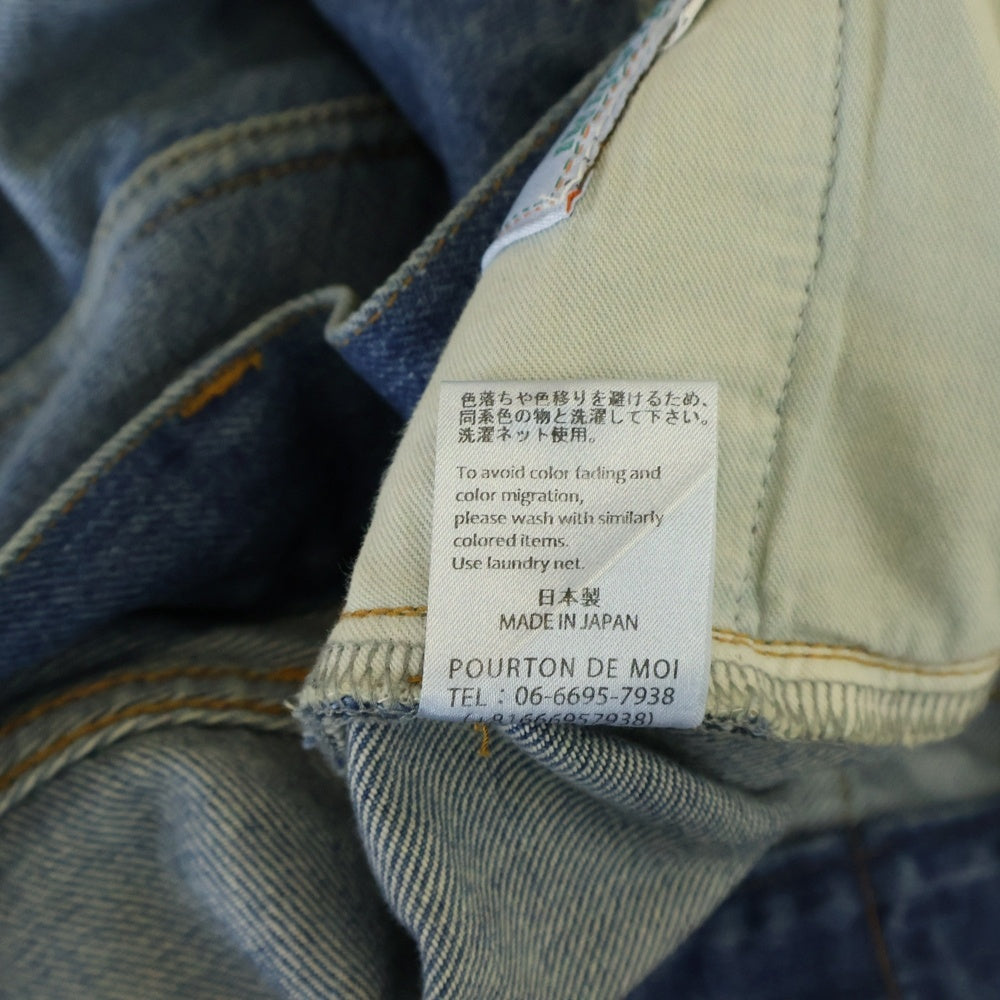 色落ちや色移りを避けるため、
同系色の物と洗濯して下さい。
洗濯ネット使用。
To avoid color fading and
color migration,
please wash with similarly
colored items.
Use laundry net.
日本製
MADE IN JAPAN
POURTON DE MOI
TEL : 06-6695-7938
(+81666957938)